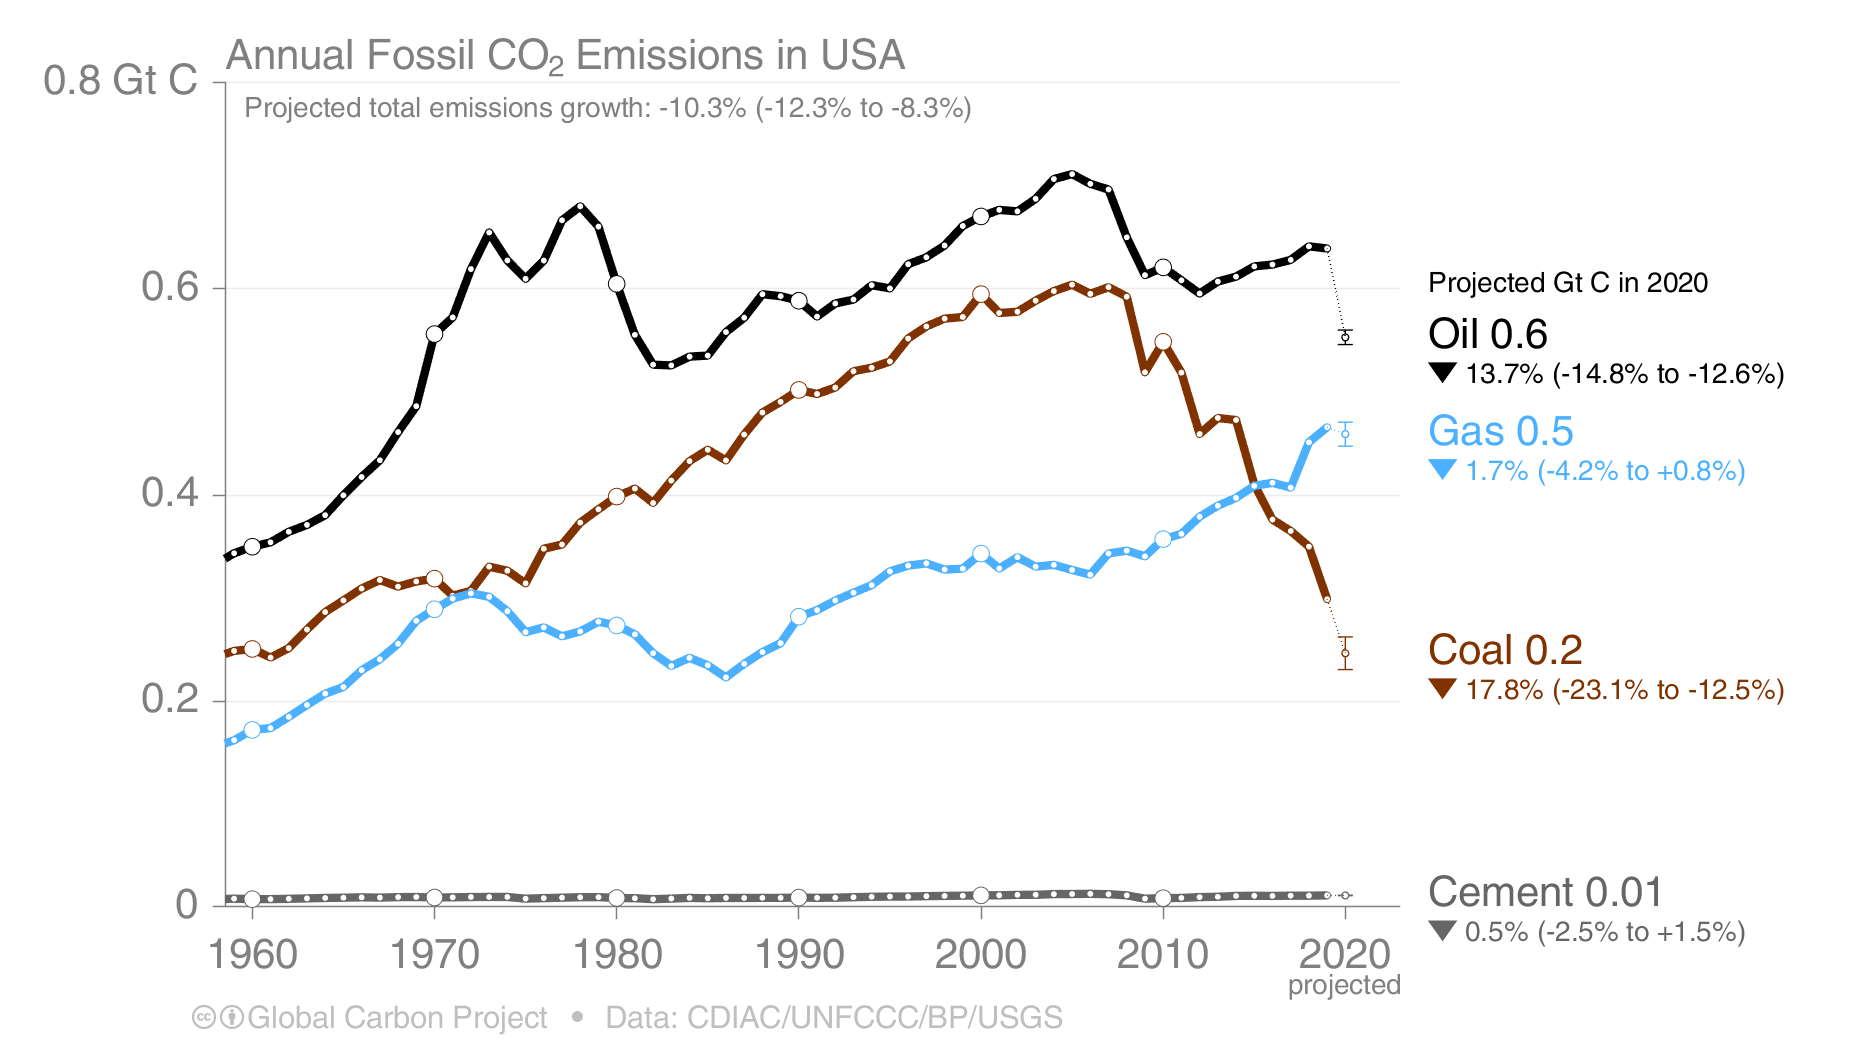 Annual Fossil CO₂ Emissions in USA
0.8 Gt C
Projected total emissions growth: -10.3% (-12.3% to -8.3%)
0.6
0.4
0.2
0
Projected Gt C in 2020
Oil 0.6
▼ 13.7% (-14.8% to -12.6%)
Gas 0.5
▼ 1.7% (-4.2% to +0.8%)
Coal 0.2
▼ 17.8% (-23.1% to -12.5%)
Cement 0.01
▼ 0.5% (-2.5% to +1.5%)
1960 1970 1980 1990 2000 2010 2020
projected
cc Global Carbon Project • Data: CDIAC/UNFCCC/BP/USGS